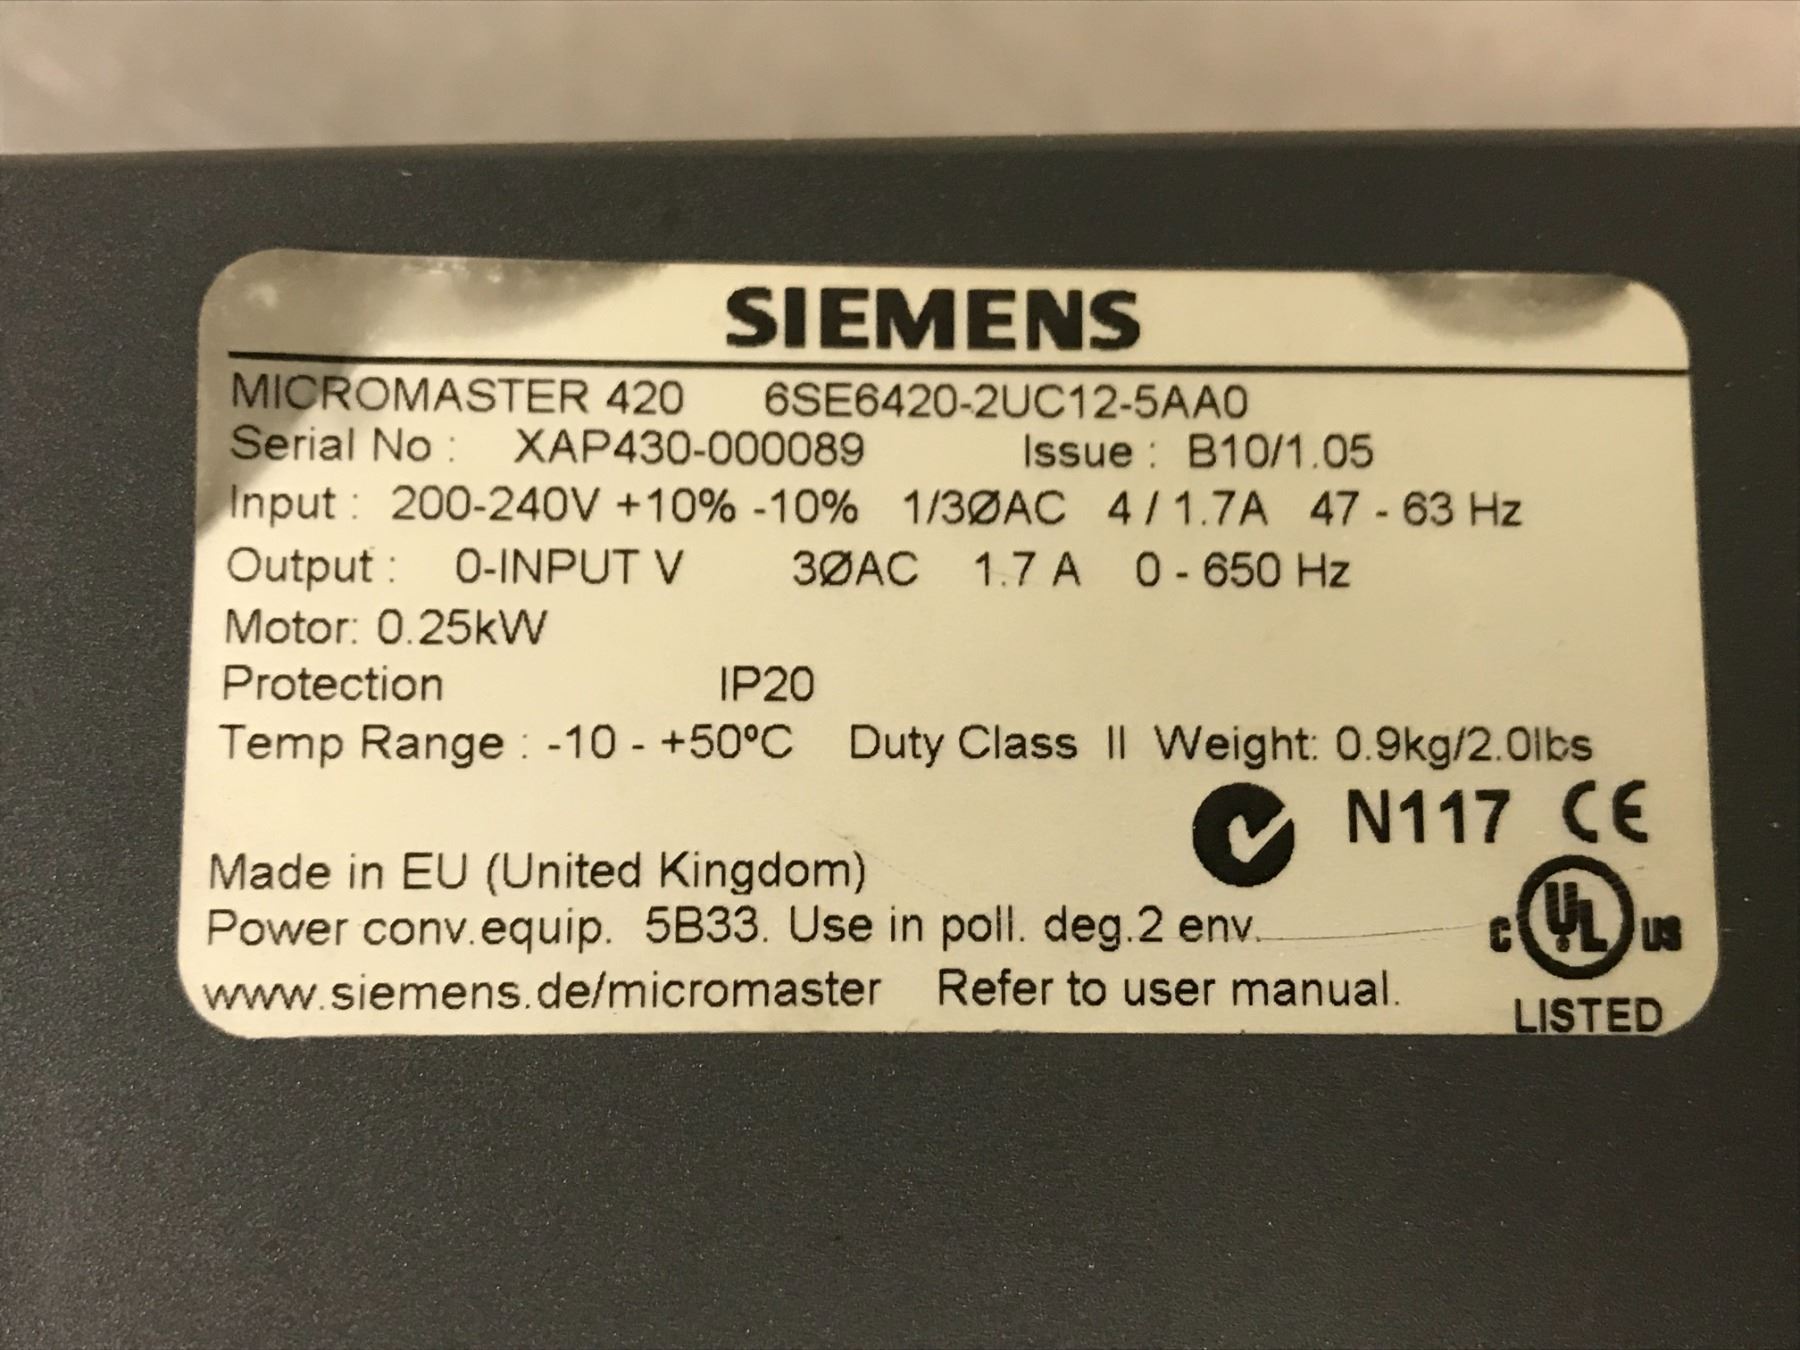 SIEMENS
MICROMASTER 420 6SE6420-2UC12-5AA0
Serial No : XAP430-000089 Issue : B10/1.05
Input : 200-240V +10% -10% 1/3ØAC 4 / 1.7A 47 - 63 Hz
Output : 0-INPUT V 3ØAC 1.7 A 0 - 650 Hz
Motor: 0.25kW
Protection IP20
Temp Range : -10 - +50ºC Duty Class II Weight: 0.9kg/2.0lbs
N117 CE
Made in EU (United Kingdom)
Power conv.equip. 5B33. Use in poll. deg.2 env.
C UL US
www.siemens.de/micromaster Refer to user manual.
LISTED